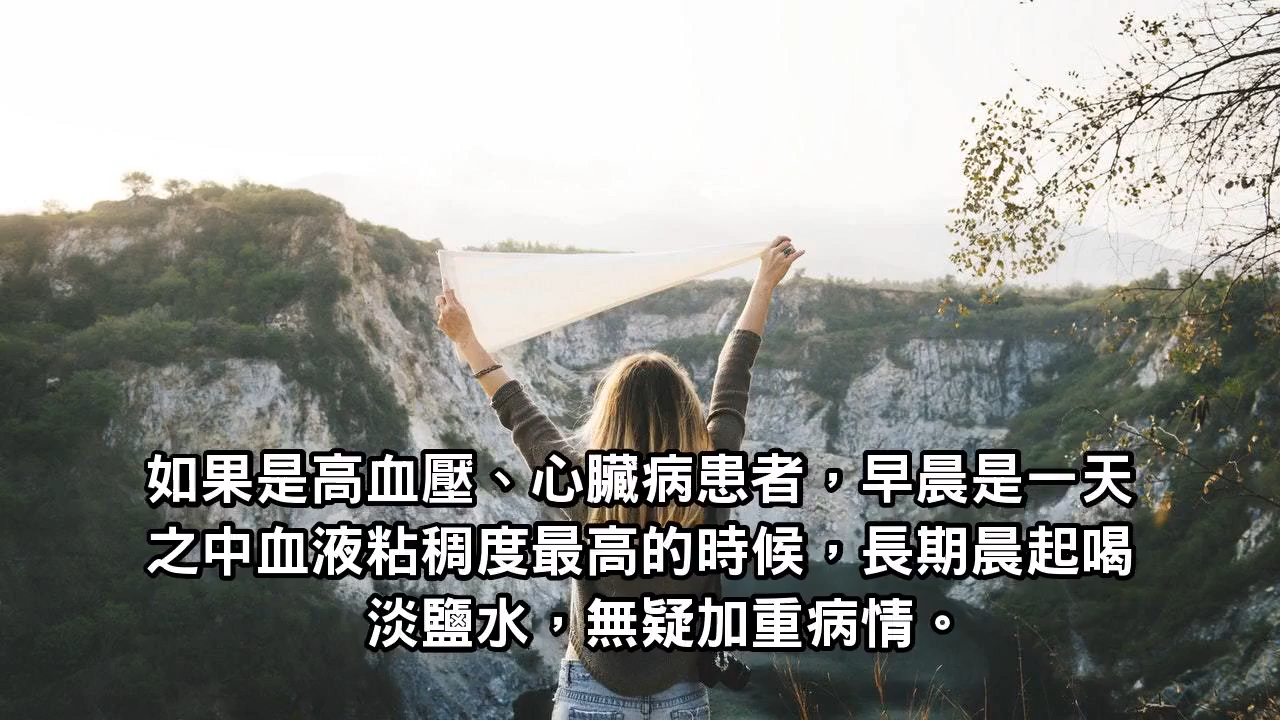 如果是高血壓、心臟病患者，早晨是一天
之中血液粘稠度最高的時候，長期晨起喝
淡鹽水，無疑加重病情。